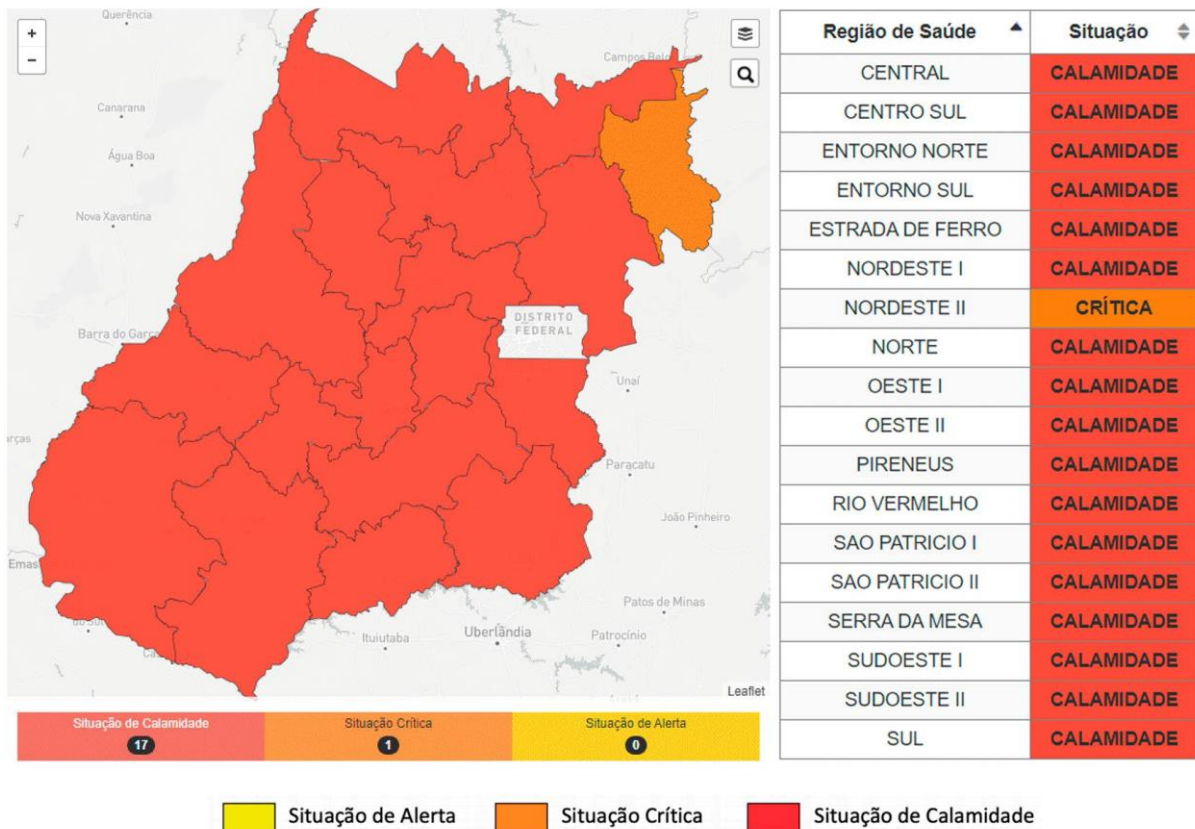 +
−
Querência
Campos Belo
Canarana
Água Boa
Nova Xavantina
Barra do Garça
DISTRITO
FEDERAL
Unaí
arças
Paracatu
João Pinheiro
Emas
Patos de Minas
Ituiutaba
Uberlândia
Patrocínio
Leaflet
Situação de Calamidade
17
Situação Crítica
1
Situação de Alerta
0
Região de Saúde Situação
CENTRAL CALAMIDADE
CENTRO SUL CALAMIDADE
ENTORNO NORTE CALAMIDADE
ENTORNO SUL CALAMIDADE
ESTRADA DE FERRO CALAMIDADE
NORDESTE I CALAMIDADE
NORDESTE II CRÍTICA
NORTE CALAMIDADE
OESTE I CALAMIDADE
OESTE II CALAMIDADE
PIRENEUS CALAMIDADE
RIO VERMELHO CALAMIDADE
SAO PATRICIO I CALAMIDADE
SAO PATRICIO II CALAMIDADE
SERRA DA MESA CALAMIDADE
SUDOESTE I CALAMIDADE
SUDOESTE II CALAMIDADE
SUL CALAMIDADE
Situação de Alerta Situação Crítica Situação de Calamidade